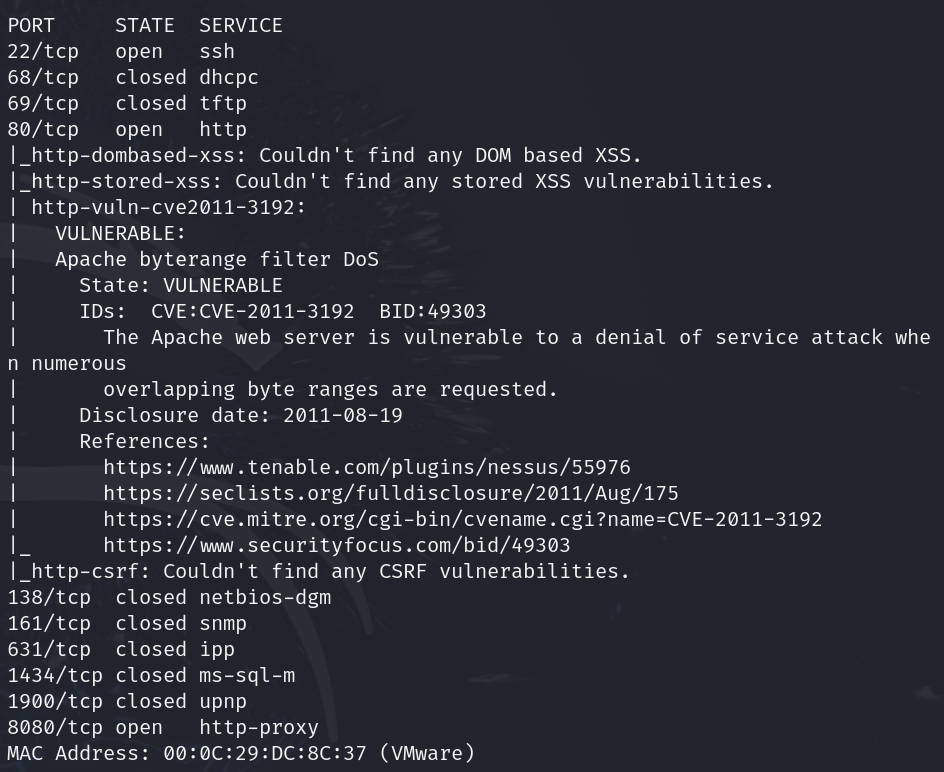 PORT     STATE  SERVICE
22/tcp   open   ssh
68/tcp   closed dhcpc
69/tcp   closed tftp
80/tcp   open   http
|_http-dombased-xss: Couldn't find any DOM based XSS.
|_http-stored-xss: Couldn't find any stored XSS vulnerabilities.
| http-vuln-cve2011-3192:
|   VULNERABLE:
|   Apache byterange filter DoS
|     State: VULNERABLE
|     IDs:  CVE:CVE-2011-3192  BID:49303
|       The Apache web server is vulnerable to a denial of service attack whe
n numerous
|       overlapping byte ranges are requested.
|     Disclosure date: 2011-08-19
|     References:
|       https://www.tenable.com/plugins/nessus/55976
|       https://seclists.org/fulldisclosure/2011/Aug/175
|       https://cve.mitre.org/cgi-bin/cvename.cgi?name=CVE-2011-3192
|_      https://www.securityfocus.com/bid/49303
|_http-csrf: Couldn't find any CSRF vulnerabilities.
138/tcp  closed netbios-dgm
161/tcp  closed snmp
631/tcp  closed ipp
1434/tcp closed ms-sql-m
1900/tcp closed upnp
8080/tcp open   http-proxy
MAC Address: 00:0C:29:DC:8C:37 (VMware)